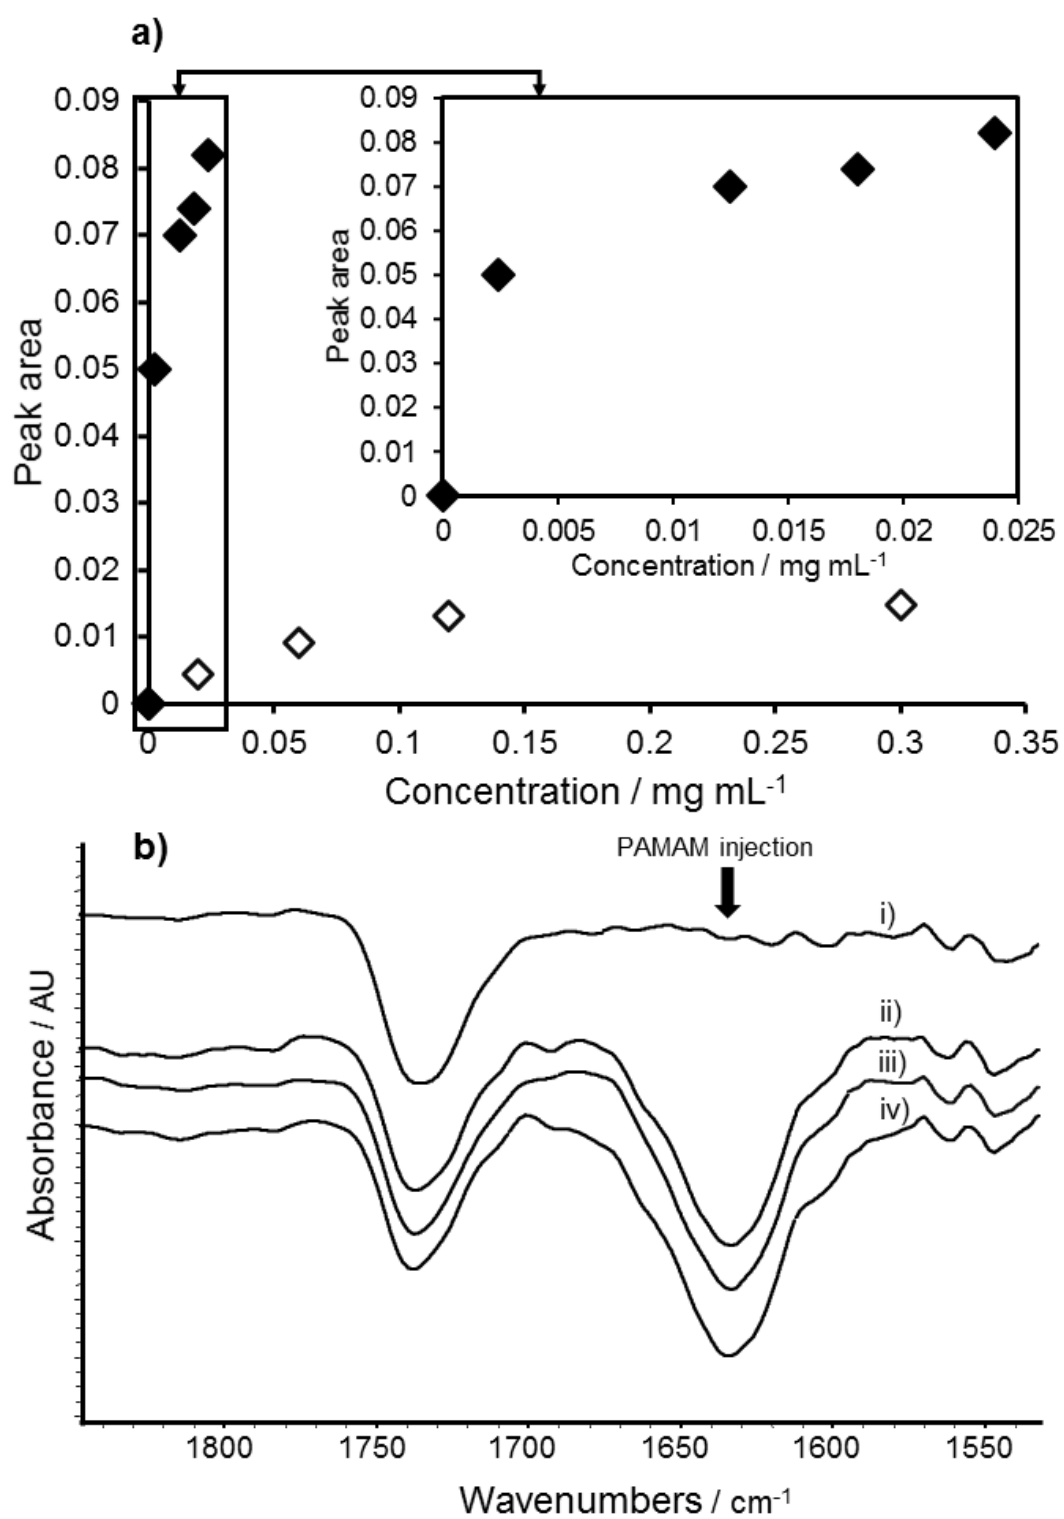 a)
0.09
0.08
0.07
0.06
0.05
0.04
0.03
0.02
0.01
0
Peak area
0 0.05 0.1 0.15 0.2 0.25 0.3 0.35
Concentration / mg mL-1
0.09
0.08
0.07
0.06
0.05
0.04
0.03
0.02
0.01
0
Peak area
0 0.005 0.01 0.015 0.02 0.025
Concentration / mg mL-1
b)
PAMAM injection
i)
ii)
iii)
iv)
Absorbance / AU
1800 1750 1700 1650 1600 1550
Wavenumbers / cm-1